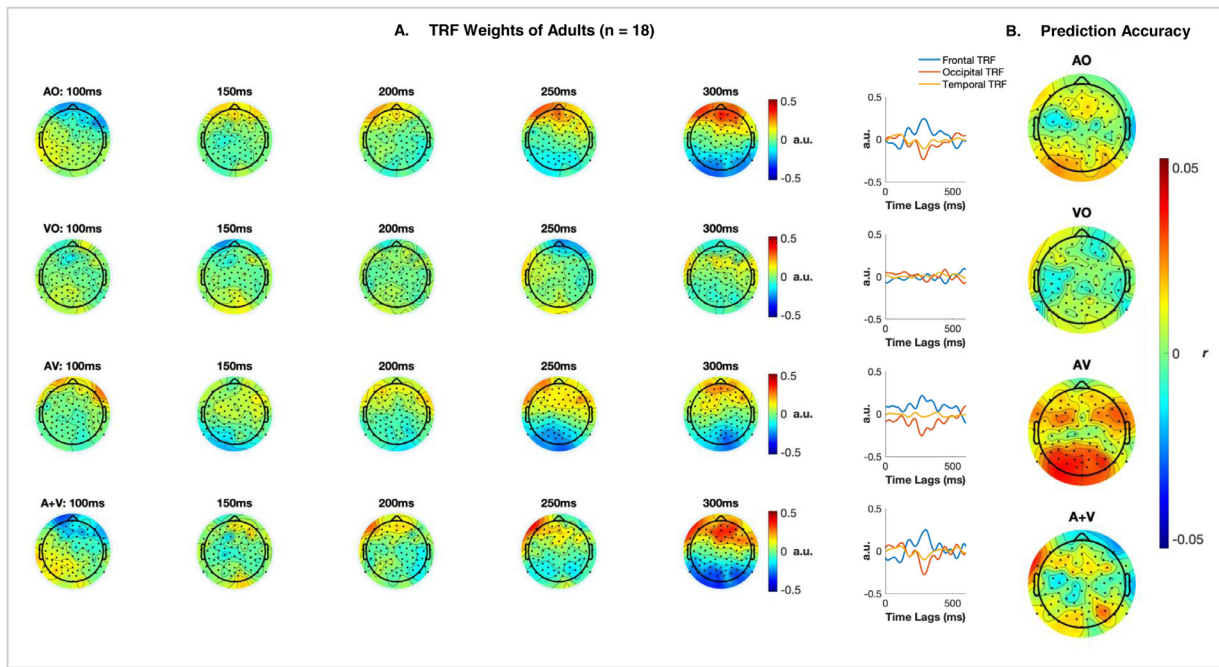 A. TRF Weights of Adults (n = 18)
B. Prediction Accuracy
AO: 100ms
150ms
200ms
250ms
300ms
0.5
0
a.u.
-0.5
Frontal TRF
Occipital TRF
Temporal TRF
0.5
0
-0.5
a.u.
0
500
Time Lags (ms)
AO
VO: 100ms
150ms
200ms
250ms
300ms
0.5
0
a.u.
-0.5
0.5
0
-0.5
a.u.
0
500
Time Lags (ms)
VO
AV: 100ms
150ms
200ms
250ms
300ms
0.5
0
a.u.
-0.5
0.5
0
-0.5
a.u.
0
500
Time Lags (ms)
AV
A+V: 100ms
150ms
200ms
250ms
300ms
0.5
0
a.u.
-0.5
0.5
0
-0.5
a.u.
0
500
Time Lags (ms)
A+V
0.05
0
r
-0.05